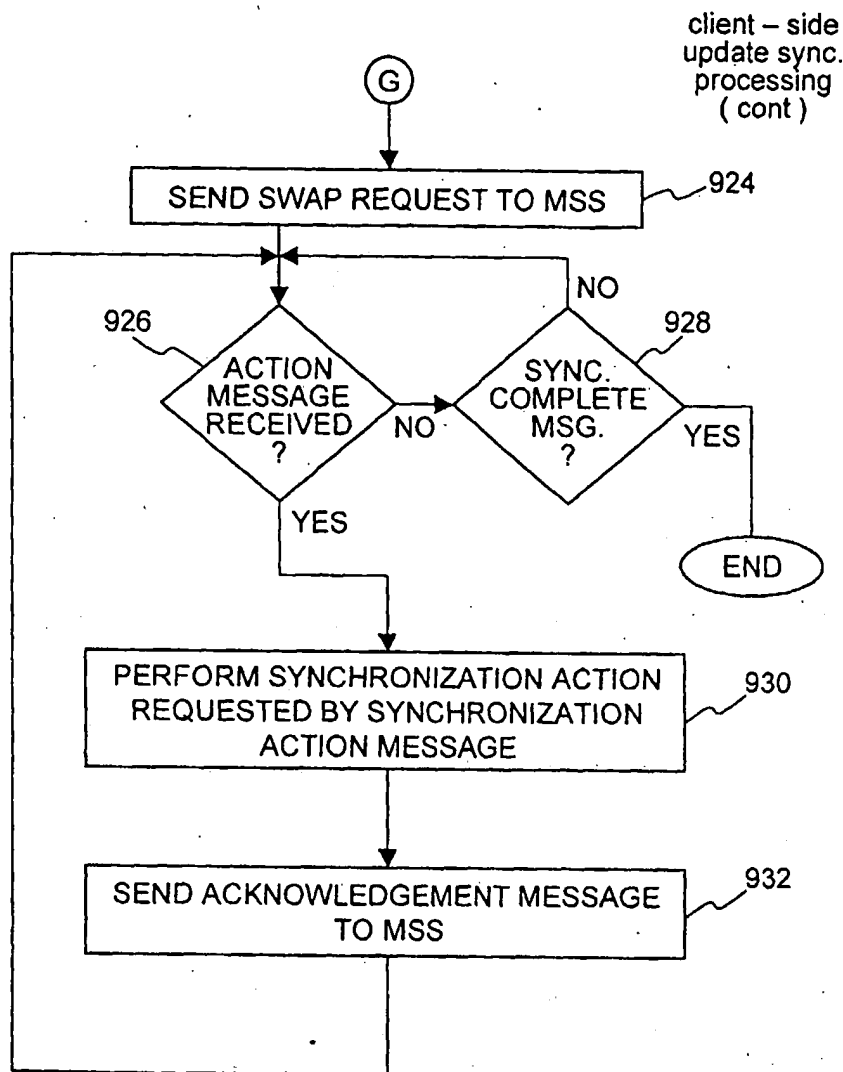 client – side
update sync.
processing
( cont )
G
SEND SWAP REQUEST TO MSS
924
NO
926
928
ACTION
MESSAGE
RECEIVED
?
NO
SYNC.
COMPLETE
MSG.
?
YES
YES
END
PERFORM SYNCHRONIZATION ACTION
REQUESTED BY SYNCHRONIZATION
ACTION MESSAGE
930
SEND ACKNOWLEDGEMENT MESSAGE
TO MSS
932